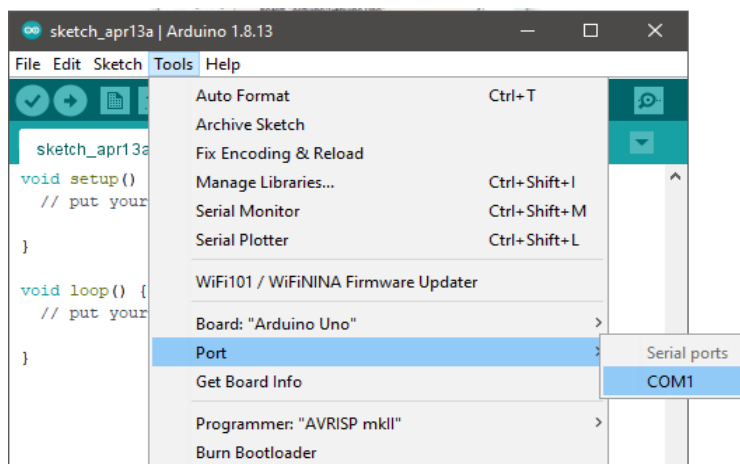 sketch_apr13a | Arduino 1.8.13
File Edit Sketch Tools Help
Auto Format Ctrl+T
Archive Sketch
sketch_apr13a
Fix Encoding & Reload
void setup()
Manage Libraries... Ctrl+Shift+I
// put your
Serial Monitor Ctrl+Shift+M
}
Serial Plotter Ctrl+Shift+L
WiFi101 / WiFiNINA Firmware Updater
void loop() {
// put your
Board: "Arduino Uno"
}
Port
Serial ports
Get Board Info
COM1
Programmer: "AVRISP mkII"
Burn Bootloader